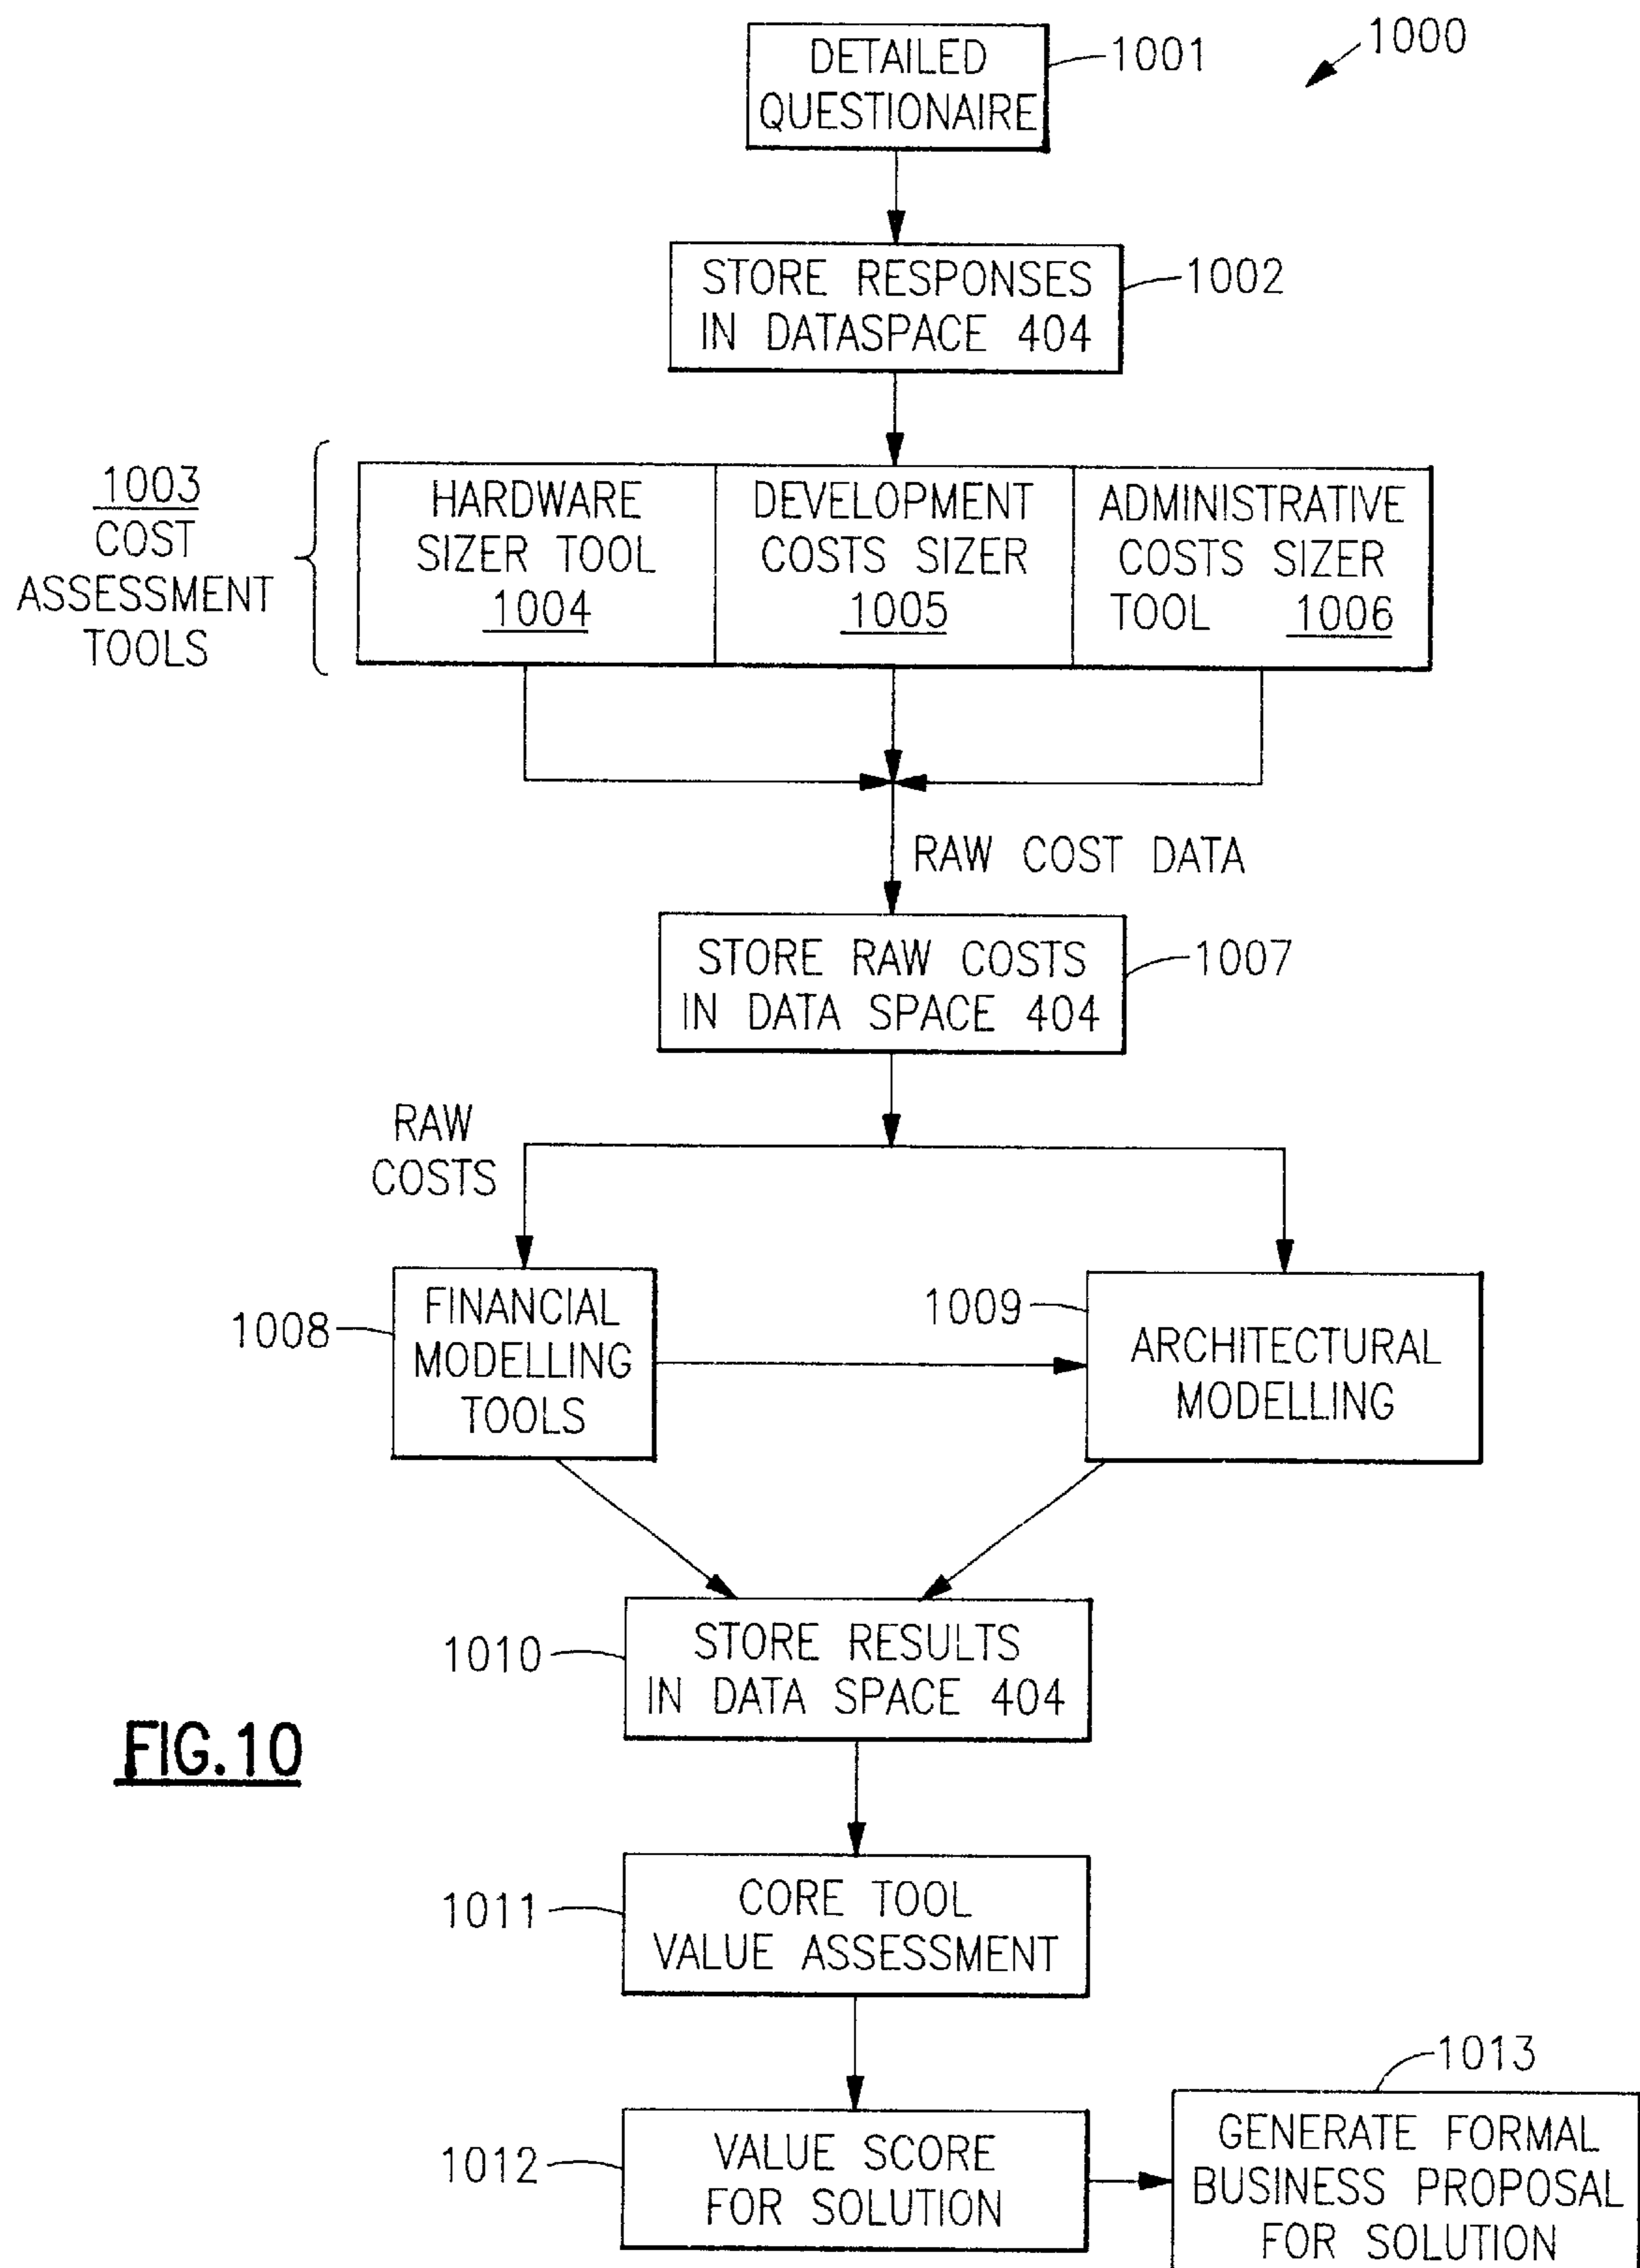 1000
DETAILED
QUESTIONAIRE
1001
STORE RESPONSES
IN DATASPACE 404
1002
1003
COST
ASSESSMENT
TOOLS
HARDWARE
SIZER TOOL
1004
DEVELOPMENT
COSTS SIZER
1005
ADMINISTRATIVE
COSTS SIZER
TOOL 1006
RAW COST DATA
STORE RAW COSTS
IN DATA SPACE 404
1007
RAW
COSTS
1008
FINANCIAL
MODELLING
TOOLS
1009
ARCHITECTURAL
MODELLING
1010
STORE RESULTS
IN DATA SPACE 404
FIG.10
1011
CORE TOOL
VALUE ASSESSMENT
1012
VALUE SCORE
FOR SOLUTION
1013
GENERATE FORMAL
BUSINESS PROPOSAL
FOR SOLUTION